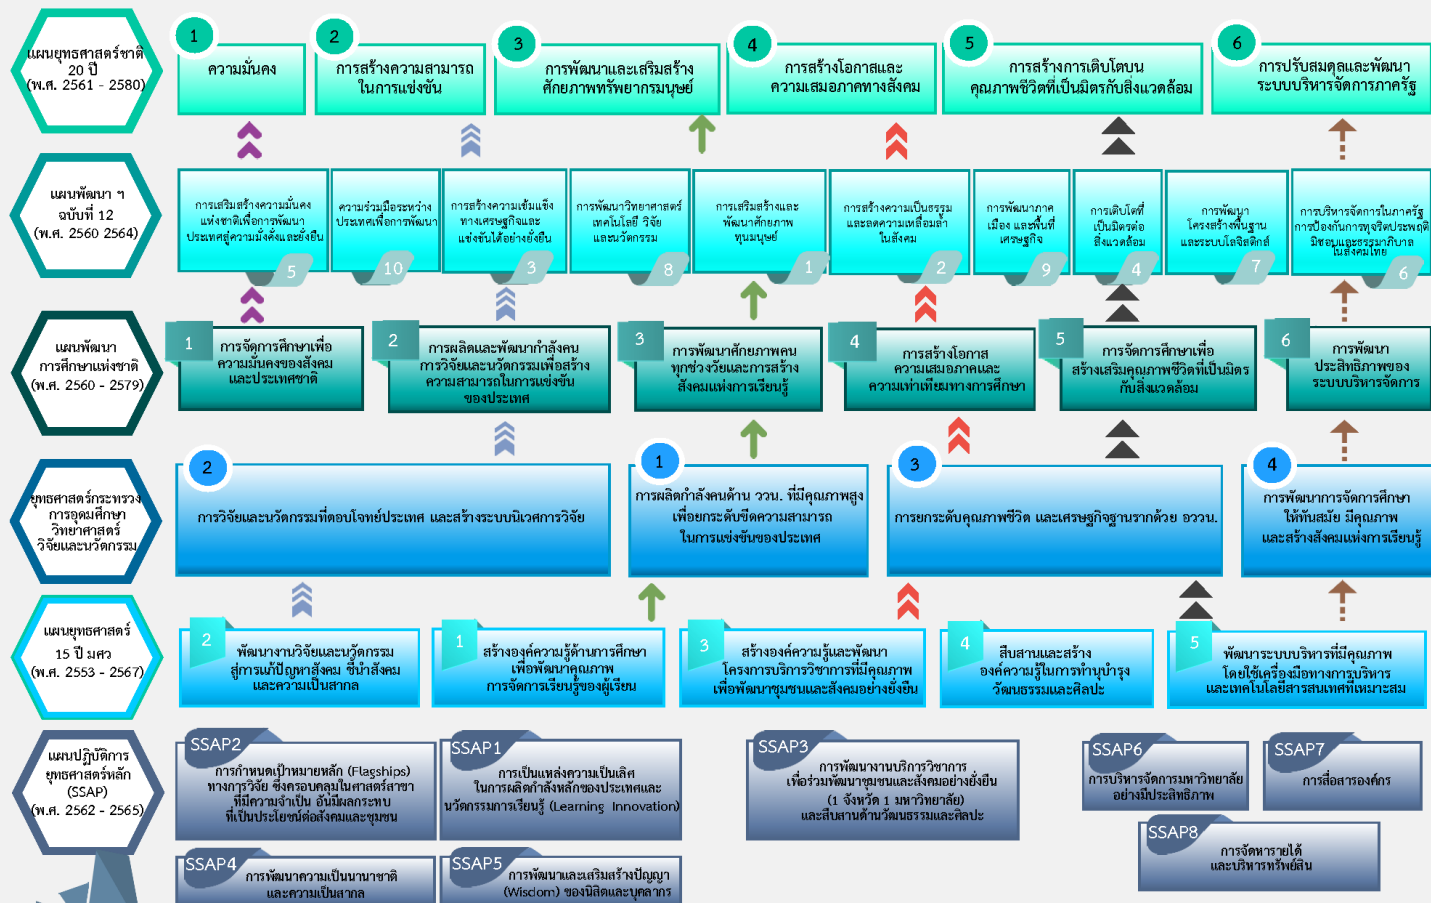 แผนยุทธศาสตร์ชาติ
20 ปี
(พ.ศ. 2561 - 2580)
1
ความมั่นคง
2
การสร้างความสามารถ
ในการแข่งขัน
3
การพัฒนาและเสริมสร้าง
ศักยภาพทรัพยากรมนุษย์
4
การสร้างโอกาสและ
ความเสมอภาคทางสังคม
5
การสร้างการเติบโตบน
คุณภาพชีวิตที่เป็นมิตรกับสิ่งแวดล้อม
6
การปรับสมดุลและพัฒนา
ระบบบริหารจัดการภาครัฐ
แผนพัฒนา ฯ
ฉบับที่ 12
(พ.ศ. 2560 2564)
การเสริมสร้างความมั่นคง
แห่งชาติเพื่อการพัฒนา
ประเทศสู่ความมั่งคั่งและยั่งยืน
5
ความร่วมมือระหว่าง
ประเทศเพื่อการพัฒนา
10
การสร้างความเข้มแข็ง
ทางเศรษฐกิจและ
แข่งขันได้อย่างยั่งยืน
3
การพัฒนาวิทยาศาสตร์
เทคโนโลยี วิจัย
และนวัตกรรม
8
การเสริมสร้างและ
พัฒนาศักยภาพ
ทุนมนุษย์
1
การสร้างความเป็นธรรม
และลดความเหลื่อมล้ำ
ในสังคม
2
การพัฒนาภาค
เมือง และพื้นที่
เศรษฐกิจ
9
การเติบโตที่
เป็นมิตรต่อ
สิ่งแวดล้อม
4
การพัฒนา
โครงสร้างพื้นฐาน
และระบบโลจิสติกส์
7
การบริหารจัดการในภาครัฐ
การป้องกันการทุจริตประพฤติ
มิชอบและธรรมาภิบาล
ในสังคมไทย
6
แผนพัฒนา
การศึกษาแห่งชาติ
(พ.ศ. 2560 - 2579)
1
การจัดการศึกษาเพื่อ
ความมั่นคงของสังคม
และประเทศชาติ
2
การผลิตและพัฒนากำลังคน
การวิจัยและนวัตกรรมเพื่อสร้าง
ความสามารถในการแข่งขัน
ของประเทศ
3
การพัฒนาศักยภาพคน
ทุกช่วงวัยและการสร้าง
สังคมแห่งการเรียนรู้
4
การสร้างโอกาส
ความเสมอภาคและ
ความเท่าเทียมทางการศึกษา
5
การจัดการศึกษาเพื่อ
สร้างเสริมคุณภาพชีวิตที่เป็นมิตร
กับสิ่งแวดล้อม
6
การพัฒนา
ประสิทธิภาพของ
ระบบบริหารจัดการ
ยุทธศาสตร์กระทรวง
การอุดมศึกษา
วิทยาศาสตร์
วิจัยและนวัตกรรม
2
การวิจัยและนวัตกรรมที่ตอบโจทย์ประเทศ และสร้างระบบนิเวศการวิจัย
1
การผลิตกำลังคนด้าน ววน. ที่มีคุณภาพสูง
เพื่อยกระดับขีดความสามารถ
ในการแข่งขันของประเทศ
3
การยกระดับคุณภาพชีวิต และเศรษฐกิจฐานรากด้วย อววน.
4
การพัฒนาการจัดการศึกษา
ให้ทันสมัย มีคุณภาพ
และสร้างสังคมแห่งการเรียนรู้
แผนยุทธศาสตร์
15 ปี มศว
(พ.ศ. 2553 - 2567)
2
พัฒนางานวิจัยและนวัตกรรม
สู่การแก้ปัญหาสังคม ชี้นำสังคม
และความเป็นสากล
1
สร้างองค์ความรู้ด้านการศึกษา
เพื่อพัฒนาคุณภาพ
การจัดการเรียนรู้ของผู้เรียน
3
สร้างองค์ความรู้และพัฒนา
โครงการบริการวิชาการที่มีคุณภาพ
เพื่อพัฒนาชุมชนและสังคมอย่างยั่งยืน
4
สืบสานและสร้าง
องค์ความรู้ในการทำนุบำรุง
วัฒนธรรมและศิลปะ
5
พัฒนาระบบบริหารที่มีคุณภาพ
โดยใช้เครื่องมือทางการบริหาร
และเทคโนโลยีสารสนเทศที่เหมาะสม
แผนปฏิบัติการ
ยุทธศาสตร์หลัก
(SSAP)
(พ.ศ. 2562 - 2565)
SSAP2
การกำหนดเป้าหมายหลัก (Flagships)
ทางการวิจัย ซึ่งครอบคลุมในศาสตร์สาขา
ที่มีความจำเป็น อันมีผลกระทบ
ที่เป็นประโยชน์ต่อสังคมและชุมชน
SSAP1
การเป็นแหล่งความเป็นเลิศ
ในการผลิตกำลังหลักของประเทศและ
นวัตกรรมการเรียนรู้ (Learning Innovation)
SSAP3
การพัฒนางานบริการวิชาการ
เพื่อร่วมพัฒนาชุมชนและสังคมอย่างยั่งยืน
(1 จังหวัด 1 มหาวิทยาลัย)
และสืบสานด้านวัฒนธรรมและศิลปะ
SSAP6
การบริหารจัดการมหาวิทยาลัย
อย่างมีประสิทธิภาพ
SSAP7
การสื่อสารองค์กร
SSAP8
การจัดหารายได้
และบริหารทรัพย์สิน
SSAP4
การพัฒนาความเป็นนานาชาติ
และความเป็นสากล
SSAP5
การพัฒนาและเสริมสร้างปัญญา
(Wisdom) ของนิสิตและบุคลากร